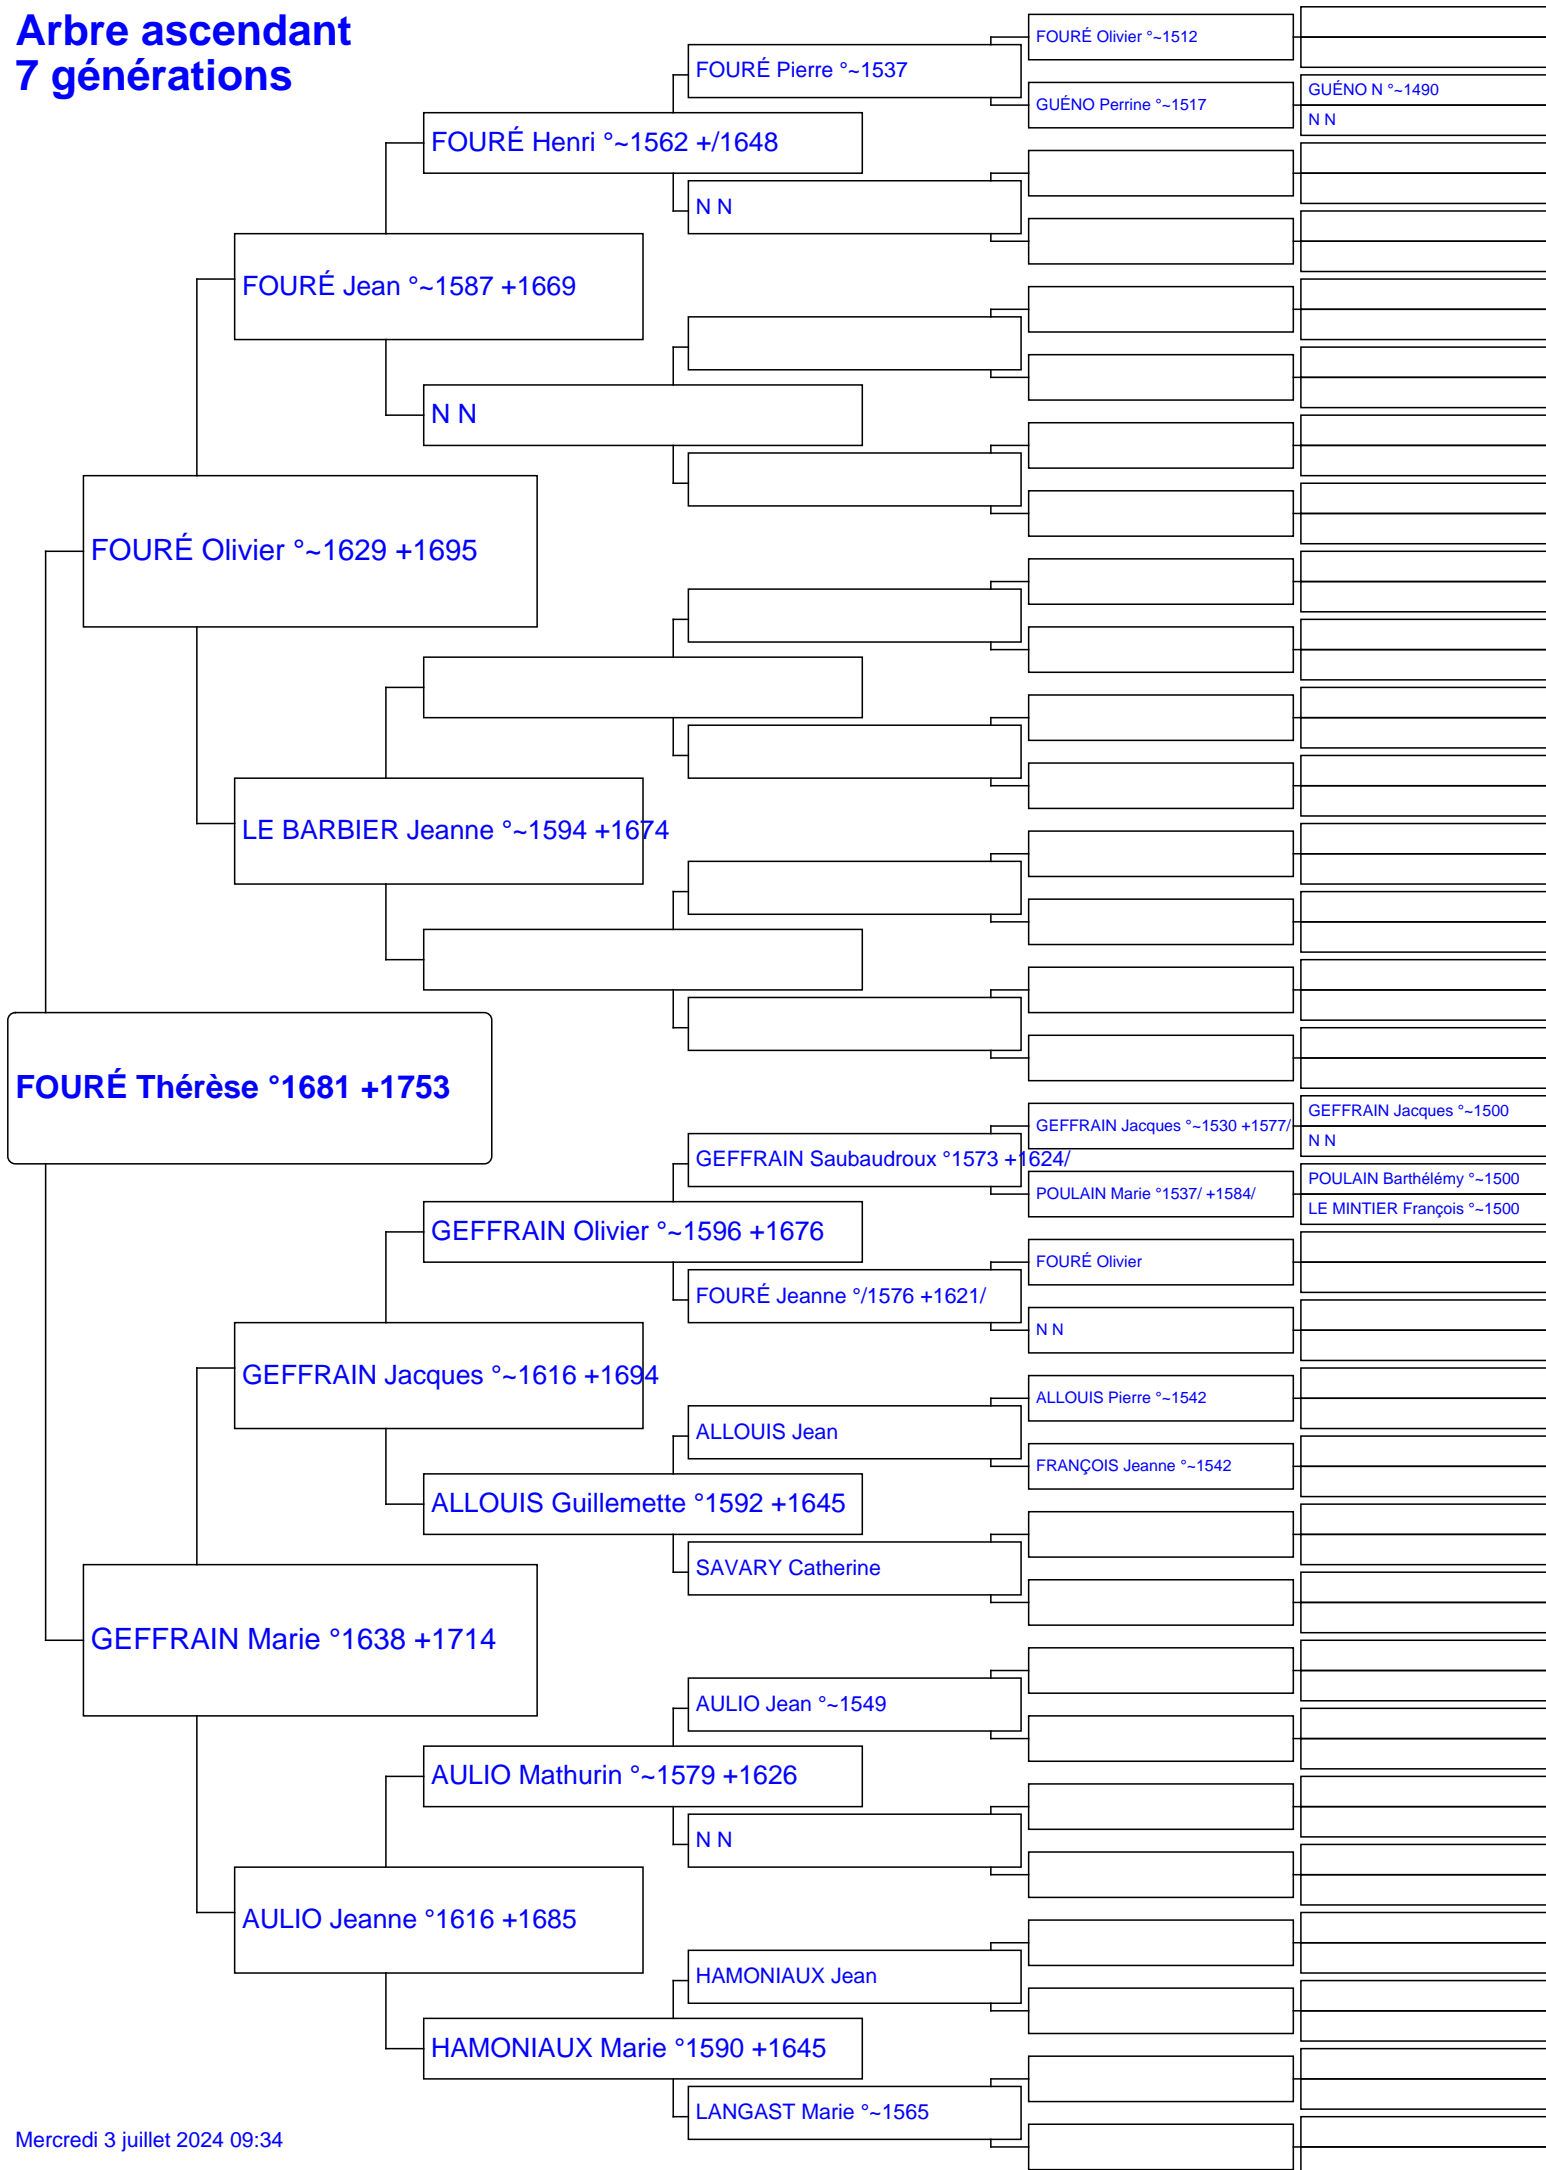 Arbre ascendant
7 générations
FOURÉ Olivier °~1512
FOURÉ Pierre °~1537
GUÉNO N °~1490
GUÉNO Perrine °~1517
N N
FOURÉ Henri °~1562 +/1648
N N
FOURÉ Jean °~1587 +1669
N N
FOURÉ Olivier °~1629 +1695
LE BARBIER Jeanne °~1594 +1674
FOURÉ Thérèse °1681 +1753
GEFFRAIN Jacques °~1500
GEFFRAIN Jacques °~1530 +1577/
N N
GEFFRAIN Saubaudroux °1573 +1624/
POULAIN Barthélémy °~1500
POULAIN Marie °1537/ +1584/
LE MINTIER François °~1500
GEFFRAIN Olivier °~1596 +1676
FOURÉ Olivier
FOURÉ Jeanne °/1576 +1621/
N N
GEFFRAIN Jacques °~1616 +1694
ALLOUIS Pierre °~1542
ALLOUIS Jean
FRANÇOIS Jeanne °~1542
ALLOUIS Guillemette °1592 +1645
SAVARY Catherine
GEFFRAIN Marie °1638 +1714
AULIO Jean °~1549
AULIO Mathurin °~1579 +1626
N N
AULIO Jeanne °1616 +1685
HAMONIAUX Jean
HAMONIAUX Marie °1590 +1645
LANGAST Marie °~1565
Mercredi 3 juillet 2024 09:34